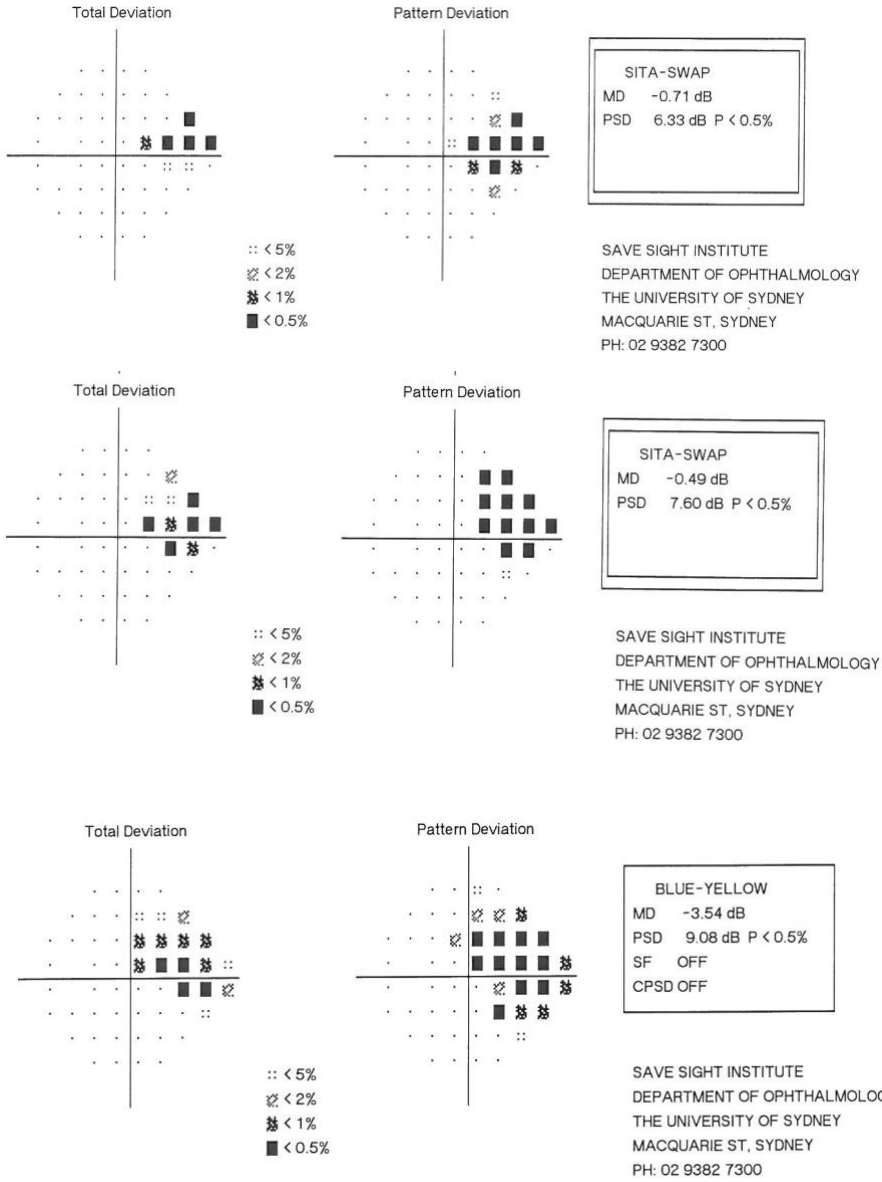 Total Deviation
Pattern Deviation
SITA-SWAP
MD -0.71 dB
PSD 6.33 dB P < 0.5%
:: < 5%
< 2%
< 1%
< 0.5%
SAVE SIGHT INSTITUTE
DEPARTMENT OF OPHTHALMOLOGY
THE UNIVERSITY OF SYDNEY
MACQUARIE ST, SYDNEY
PH: 02 9382 7300
Total Deviation
Pattern Deviation
SITA-SWAP
MD -0.49 dB
PSD 7.60 dB P < 0.5%
:: < 5%
< 2%
< 1%
< 0.5%
SAVE SIGHT INSTITUTE
DEPARTMENT OF OPHTHALMOLOGY
THE UNIVERSITY OF SYDNEY
MACQUARIE ST, SYDNEY
PH: 02 9382 7300
Total Deviation
Pattern Deviation
BLUE-YELLOW
MD -3.54 dB
PSD 9.08 dB P < 0.5%
SF OFF
CPSD OFF
:: < 5%
< 2%
< 1%
< 0.5%
SAVE SIGHT INSTITUTE
DEPARTMENT OF OPHTHALMOLOG
THE UNIVERSITY OF SYDNEY
MACQUARIE ST, SYDNEY
PH: 02 9382 7300